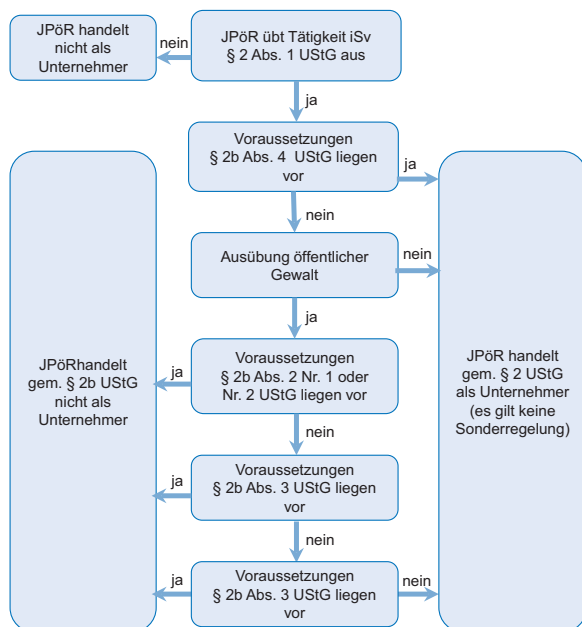 JPöR handelt
nicht als
Unternehmer
nein
JPöR übt Tätigkeit iSv
§ 2 Abs. 1 UStG aus
ja
Voraussetzungen
§ 2b Abs. 4 UStG liegen
vor
ja
nein
Ausübung öffentlicher
Gewalt
nein
ja
JPöRhandelt
gem. § 2b UStG
nicht als
Unternehmer
ja
Voraussetzungen
§ 2b Abs. 2 Nr. 1 oder
Nr. 2 UStG liegen vor
JPöR handelt
gem. § 2 UStG
als Unternehmer
(es gilt keine
Sonderregelung)
nein
ja
Voraussetzungen
§ 2b Abs. 3 UStG liegen
vor
nein
ja
Voraussetzungen
§ 2b Abs. 3 UStG liegen
vor
nein